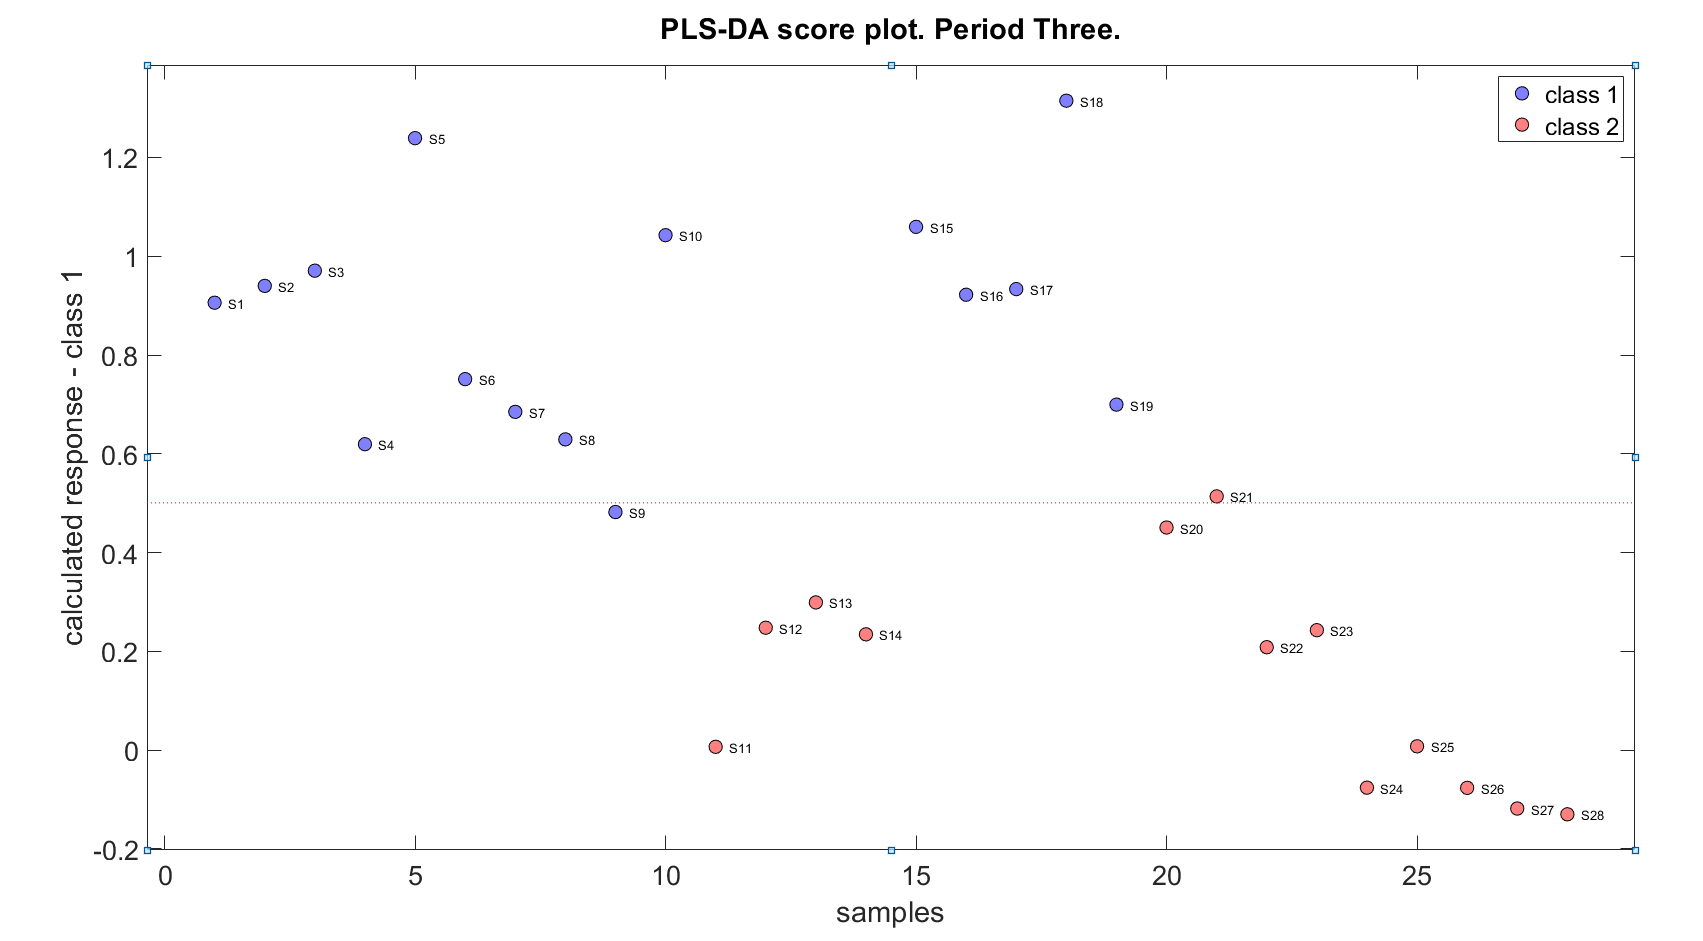 PLS-DA score plot. Period Three.
class 1
class 2
calculated response - class 1
1.2
1
0.8
0.6
0.4
0.2
0
-0.2
S1
S2
S3
S4
S5
S6
S7
S8
S9
S10
S11
S12
S13
S14
S15
S16
S17
S18
S19
S20
S21
S22
S23
S24
S25
S26
S27
S28
0
5
10
15
20
25
samples